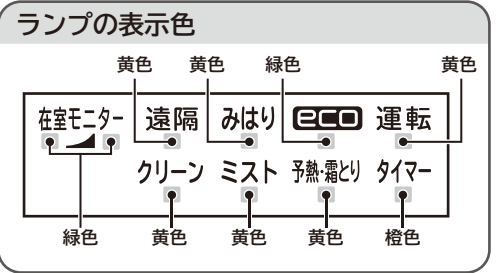 ランプの表示色
黄色 黄色 緑色 黄色
在室モニター 遠隔 みはり eco 運転
クリーン ミスト 予熱・霜とり タイマー
緑色 黄色 黄色 黄色 橙色